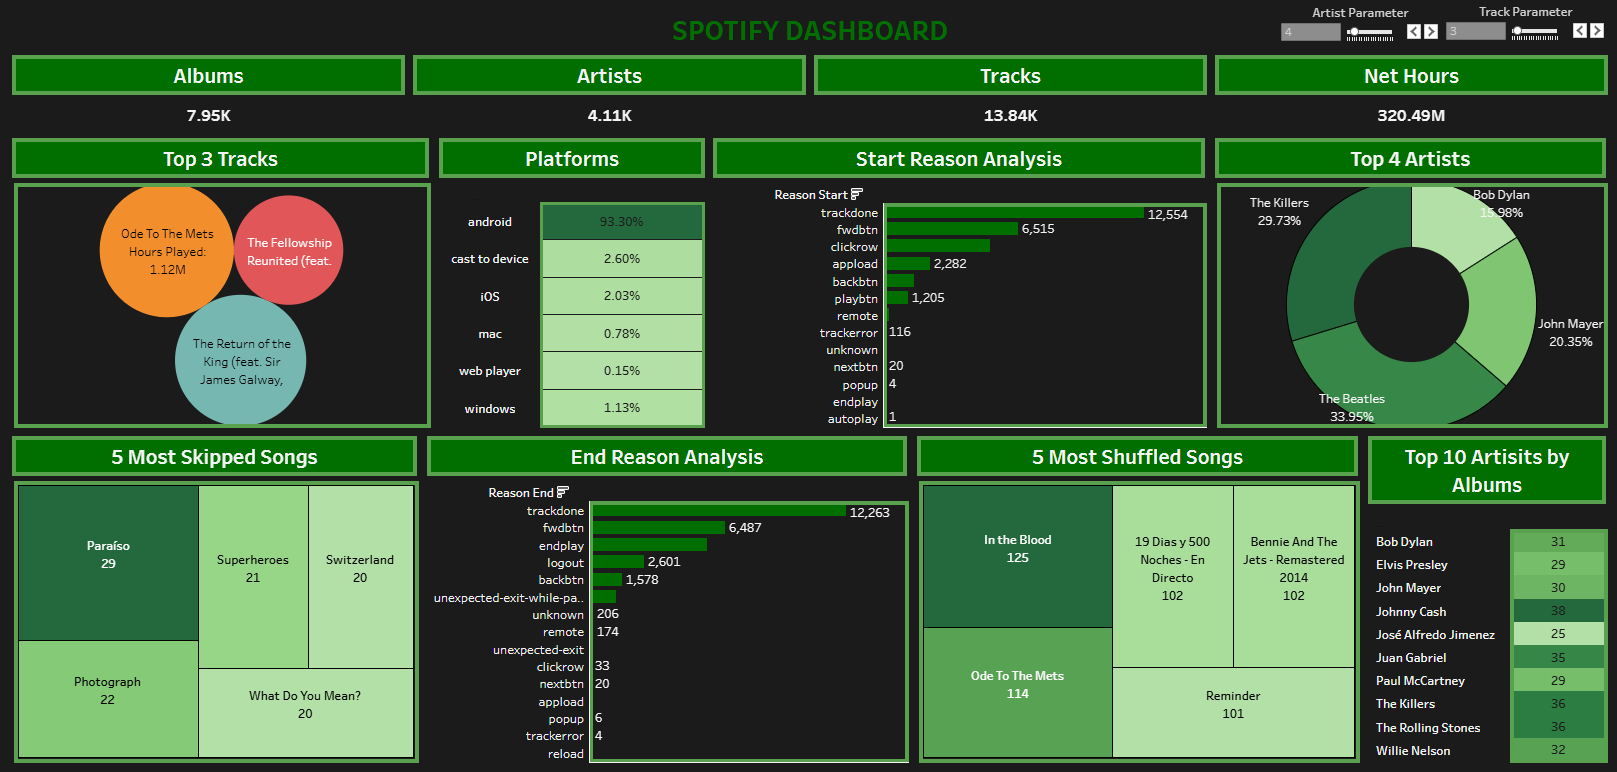 SPOTIFY DASHBOARD
Artist Parameter
4
Track Parameter
3
Albums
7.95K
Artists
4.11K
Tracks
13.84K
Net Hours
320.49M
Top 3 Tracks
Ode To The Mets
Hours Played:
1.12M
The Fellowship
Reunited (feat.
The Return of the
King (feat. Sir
James Galway,
Platforms
android 93.30%
cast to device 2.60%
iOS 2.03%
mac 0.78%
web player 0.15%
windows 1.13%
Start Reason Analysis
Reason Start
trackdone 12,554
fwdbtn 6,515
clickrow
appload 2,282
backbtn
playbtn 1,205
remote
trackerror 116
unknown
nextbtn 20
popup 4
endplay
autoplay 1
Top 4 Artists
Bob Dylan
15.98%
The Killers
29.73%
John Mayer
20.35%
The Beatles
33.95%
5 Most Skipped Songs
Paraíso
29
Superheroes
21
Switzerland
20
Photograph
22
What Do You Mean?
20
End Reason Analysis
Reason End
trackdone 12,263
fwdbtn 6,487
endplay
logout 2,601
backbtn 1,578
unexpected-exit-while-pa..
unknown 206
remote 174
unexpected-exit
clickrow 33
nextbtn 20
appload
popup 6
trackerror 4
reload
5 Most Shuffled Songs
In the Blood
125
19 Dias y 500
Noches - En
Directo
102
Bennie And The
Jets - Remastered
2014
102
Ode To The Mets
114
Reminder
101
Top 10 Artisits by
Albums
Bob Dylan 31
Elvis Presley 29
John Mayer 30
Johnny Cash 38
José Alfredo Jimenez 25
Juan Gabriel 35
Paul McCartney 29
The Killers 36
The Rolling Stones 36
Willie Nelson 32